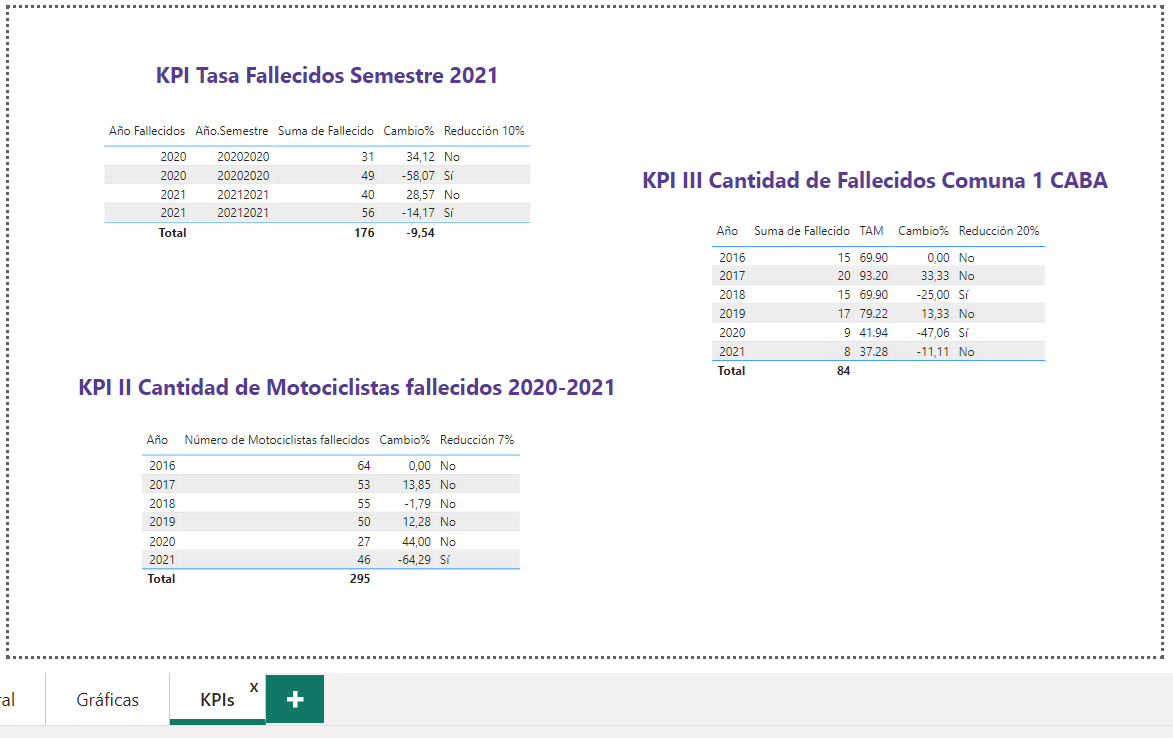 KPI Tasa Fallecidos Semestre 2021
Año Fallecidos Año.Semestre Suma de Fallecido Cambio% Reducción 10%
2020 20202020 31 34,12 No
2020 20202020 49 -58,07 Sí
2021 20212021 40 28,57 No
2021 20212021 56 -14,17 Sí
Total 176 -9,54
KPI III Cantidad de Fallecidos Comuna 1 CABA
Año Suma de Fallecido TAM Cambio% Reducción 20%
2016 15 69.90 0,00 No
2017 20 93.20 33,33 No
2018 15 69.90 -25,00 Sí
2019 17 79.22 13,33 No
2020 9 41.94 -47,06 Sí
2021 8 37.28 -11,11 No
Total 84
KPI II Cantidad de Motociclistas fallecidos 2020-2021
Año Número de Motociclistas fallecidos Cambio% Reducción 7%
2016 64 0,00 No
2017 53 13,85 No
2018 55 -1,79 No
2019 50 12,28 No
2020 27 44,00 No
2021 46 -64,29 Sí
Total 295
Gráficas KPIs x +